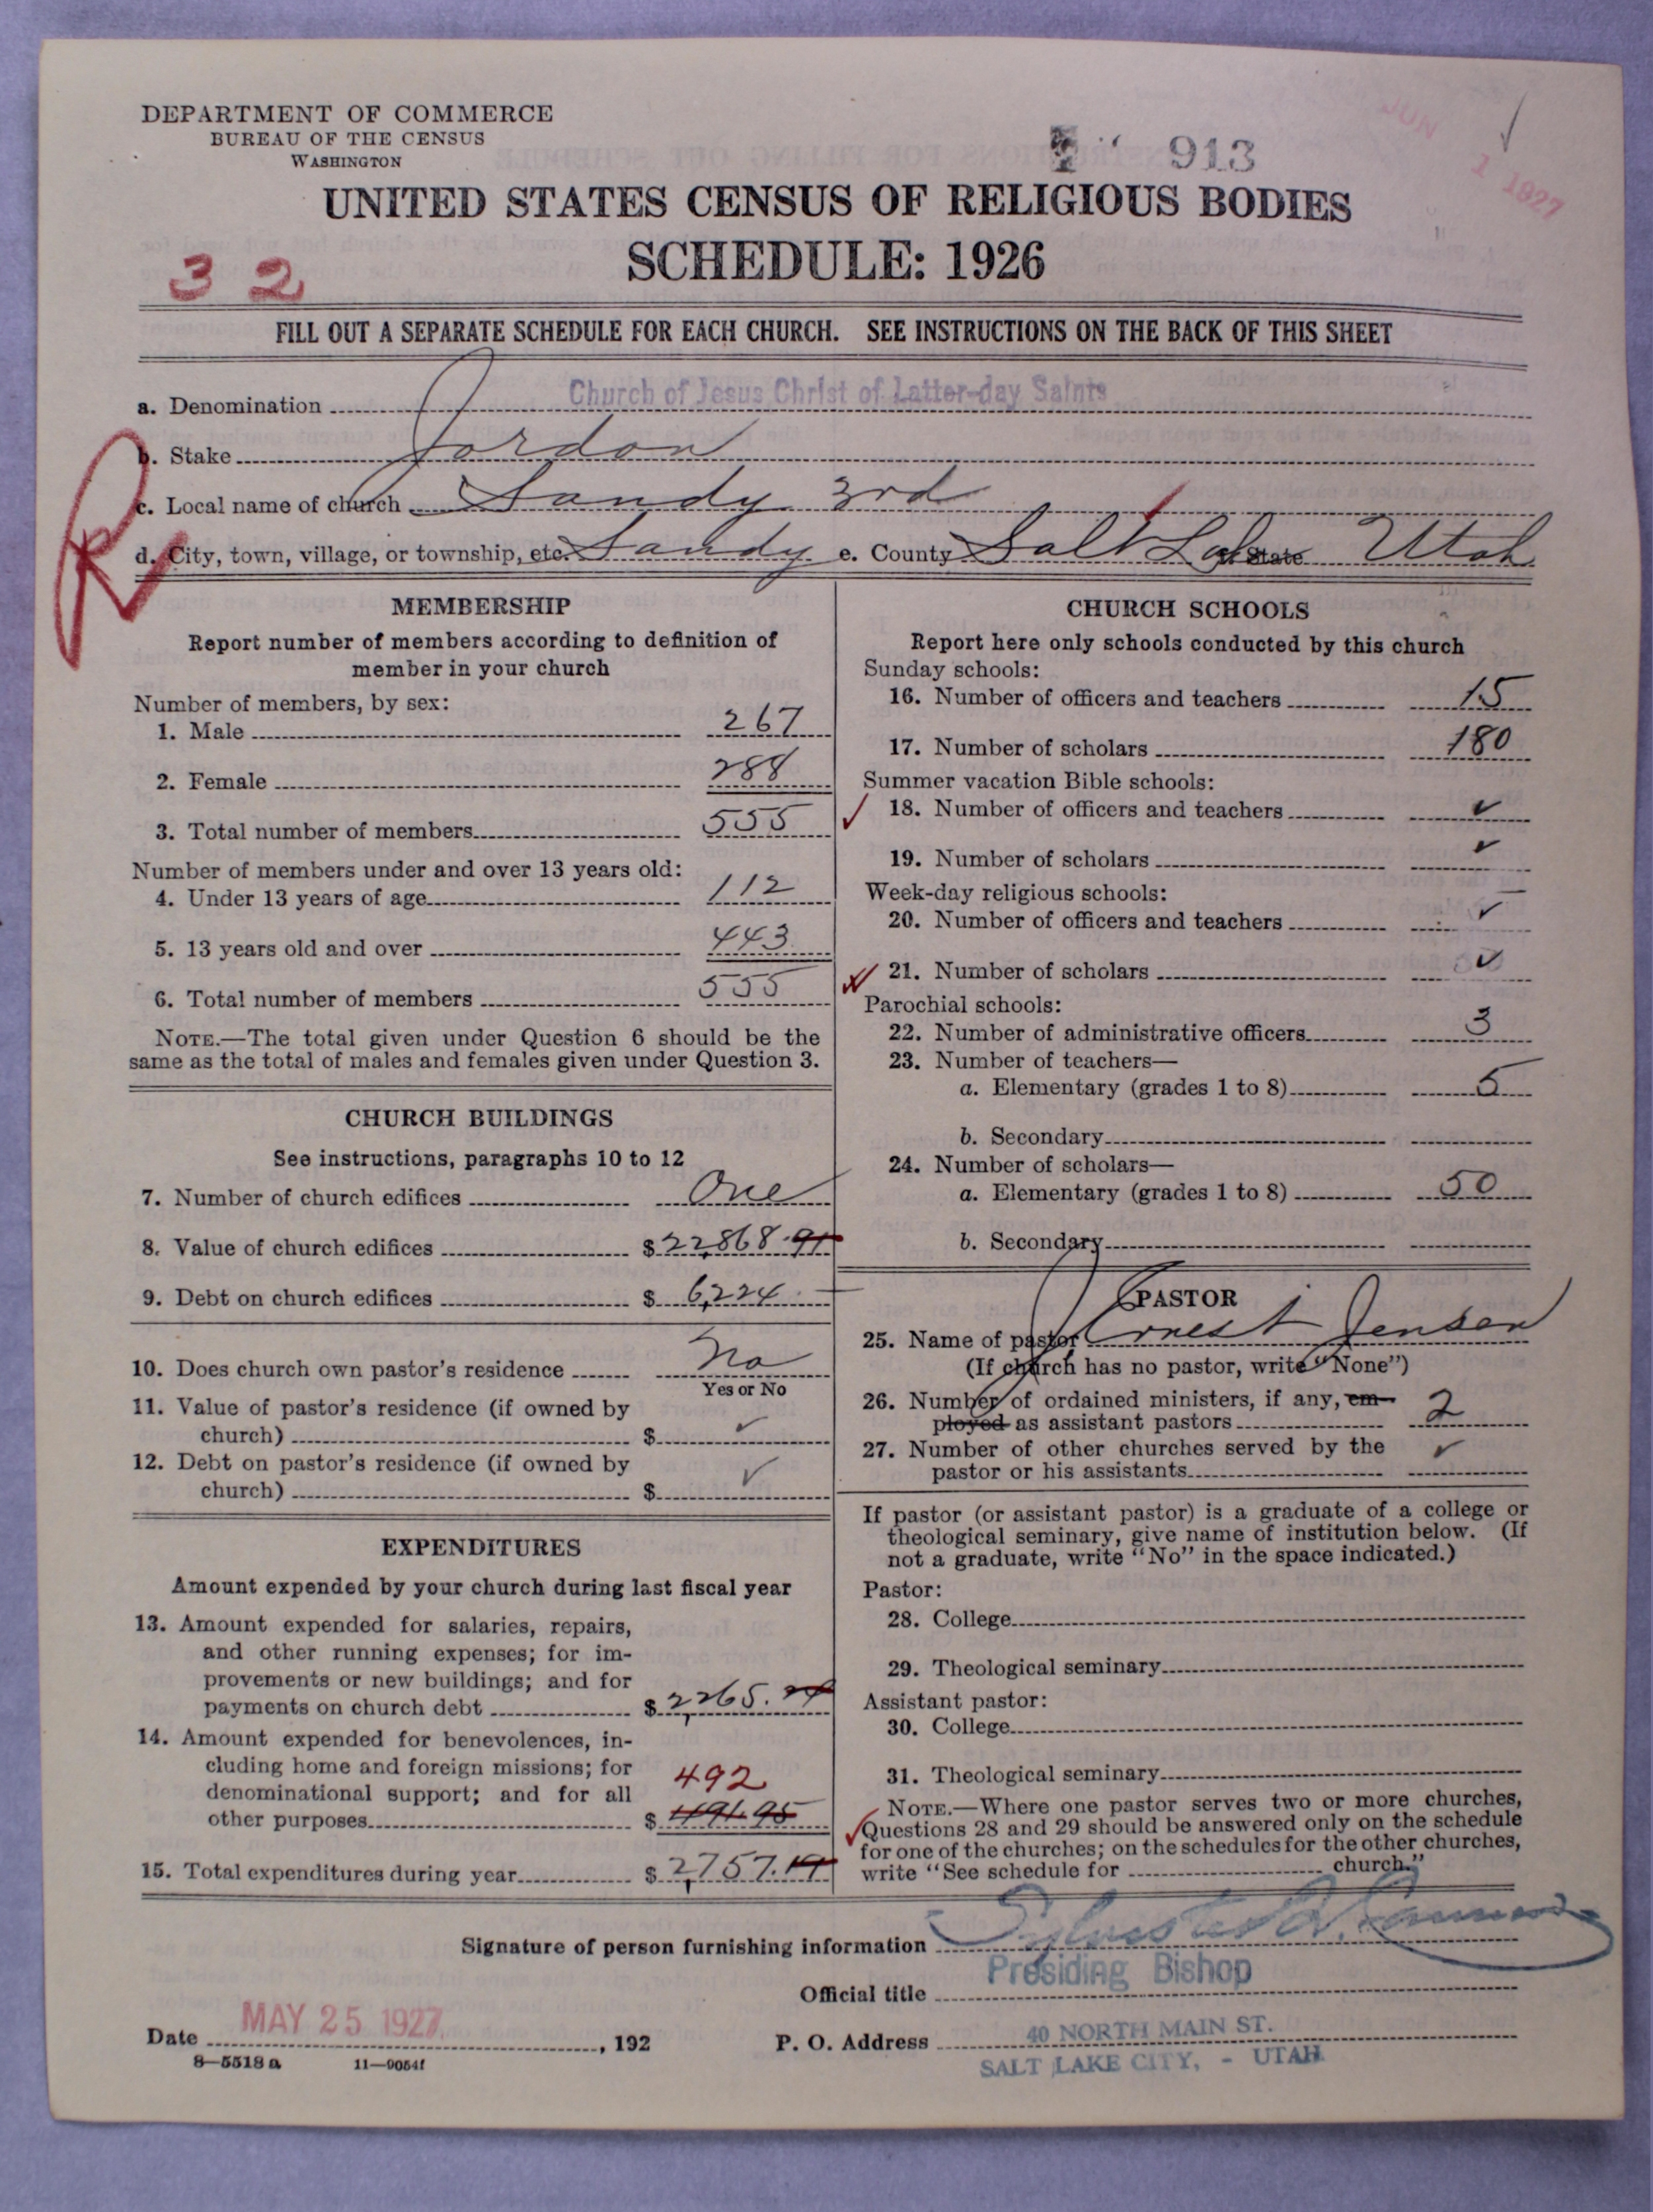 DEPARTMENT OF COMMERCE
BUREAU OF THE CENSUS
WASHINGTON
913
JUN 1 1927
UNITED STATES CENSUS OF RELIGIOUS BODIES
SCHEDULE: 1926
3 2
FILL OUT A SEPARATE SCHEDULE FOR EACH CHURCH. SEE INSTRUCTIONS ON THE BACK OF THIS SHEET
a. Denomination Church of Jesus Christ of Latter-day Saints
b. Stake Jordan
c. Local name of church Sandy 3rd
d. City, town, village, or township, etc. Sandy e. County Salt Lake f. State Utah
R
MEMBERSHIP
Report number of members according to definition of
member in your church
Number of members, by sex:
1. Male 267
2. Female 288
3. Total number of members 555
Number of members under and over 13 years old:
4. Under 13 years of age 112
5. 13 years old and over 443
6. Total number of members 555
NOTE.—The total given under Question 6 should be the
same as the total of males and females given under Question 3.
CHURCH BUILDINGS
See instructions, paragraphs 10 to 12
7. Number of church edifices One
8. Value of church edifices $22,868.91
9. Debt on church edifices $6,224
10. Does church own pastor's residence No
Yes or No
11. Value of pastor's residence (if owned by
church) $ ✓
12. Debt on pastor's residence (if owned by
church) $ ✓
EXPENDITURES
Amount expended by your church during last fiscal year
13. Amount expended for salaries, repairs,
and other running expenses; for im-
provements or new buildings; and for
payments on church debt $2,265.24
14. Amount expended for benevolences, in-
cluding home and foreign missions; for
denominational support; and for all 492
other purposes $491.95
15. Total expenditures during year $2,757.19
CHURCH SCHOOLS
Report here only schools conducted by this church
Sunday schools:
16. Number of officers and teachers 15
17. Number of scholars 180
Summer vacation Bible schools:
18. Number of officers and teachers ✓
19. Number of scholars ✓
Week-day religious schools:
20. Number of officers and teachers ✓
21. Number of scholars ✓
Parochial schools:
22. Number of administrative officers 3
23. Number of teachers—
a. Elementary (grades 1 to 8) 5
b. Secondary
24. Number of scholars—
a. Elementary (grades 1 to 8) 50
b. Secondary
PASTOR
25. Name of pastor J Ernest Jensen
(If church has no pastor, write "None")
26. Number of ordained ministers, if any, em-
ployed as assistant pastors 2
27. Number of other churches served by the
pastor or his assistants ✓
If pastor (or assistant pastor) is a graduate of a college or
theological seminary, give name of institution below. (If
not a graduate, write "No" in the space indicated.)
Pastor:
28. College
29. Theological seminary
Assistant pastor:
30. College
31. Theological seminary
NOTE.—Where one pastor serves two or more churches,
Questions 28 and 29 should be answered only on the schedule
for one of the churches; on the schedules for the other churches,
write "See schedule for church."
Signature of person furnishing information Sylvester Q. Cannon
Official title Presiding Bishop
Date MAY 25 1927, 192
P. O. Address 40 NORTH MAIN ST.
SALT LAKE CITY, - UTAH
8—5518 a 11—9054f